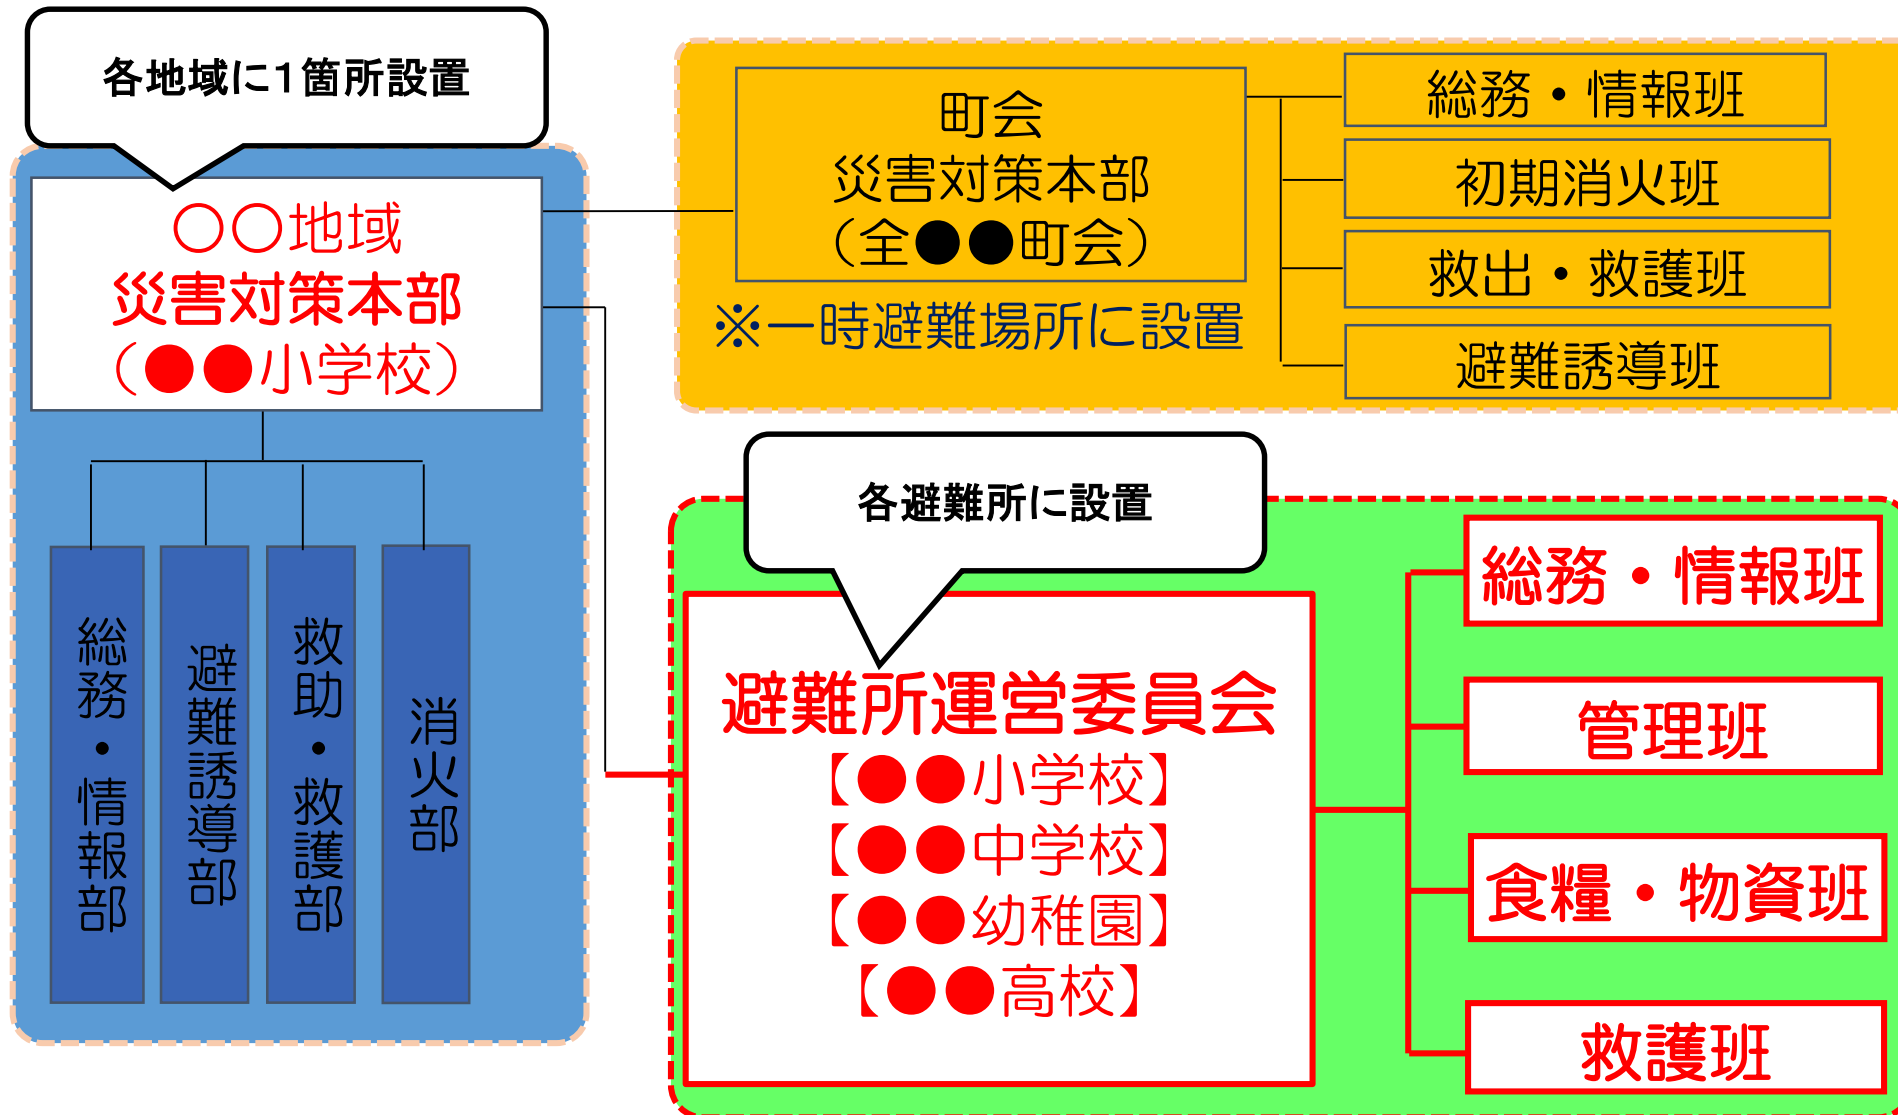 各地域に1箇所設置
○○地域
災害対策本部
(●●小学校)
総務・情報部
避難誘導部
救助・救護部
消火部
町会
災害対策本部
(全●●町会)
※一時避難場所に設置
総務・情報班
初期消火班
救出・救護班
避難誘導班
各避難所に設置
避難所運営委員会
【●●小学校】
【●●中学校】
【●●幼稚園】
【●●高校】
総務・情報班
管理班
食糧・物資班
救護班